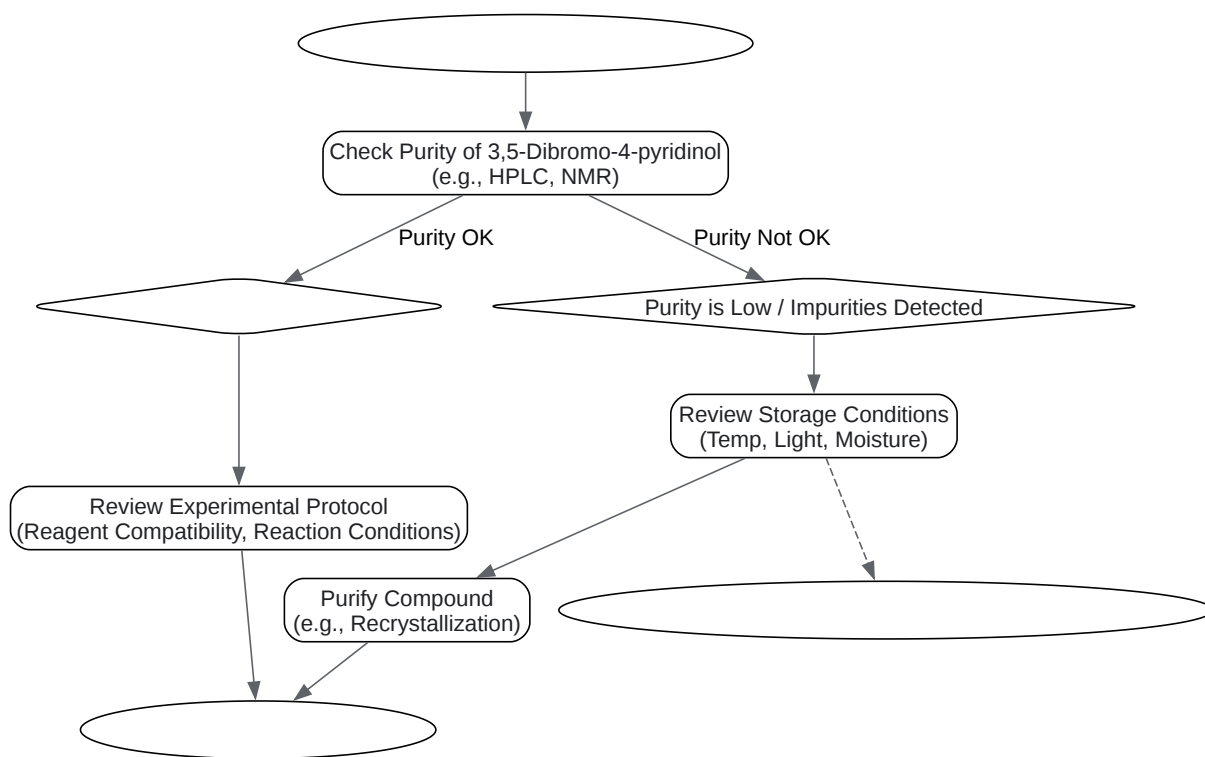 Check Purity of 3,5-Dibromo-4-pyridinol
(e.g., HPLC, NMR)
Purity OK
Purity Not OK
Purity is Low / Impurities Detected
Review Storage Conditions
(Temp, Light, Moisture)
Review Experimental Protocol
(Reagent Compatibility, Reaction Conditions)
Purify Compound
(e.g., Recrystallization)